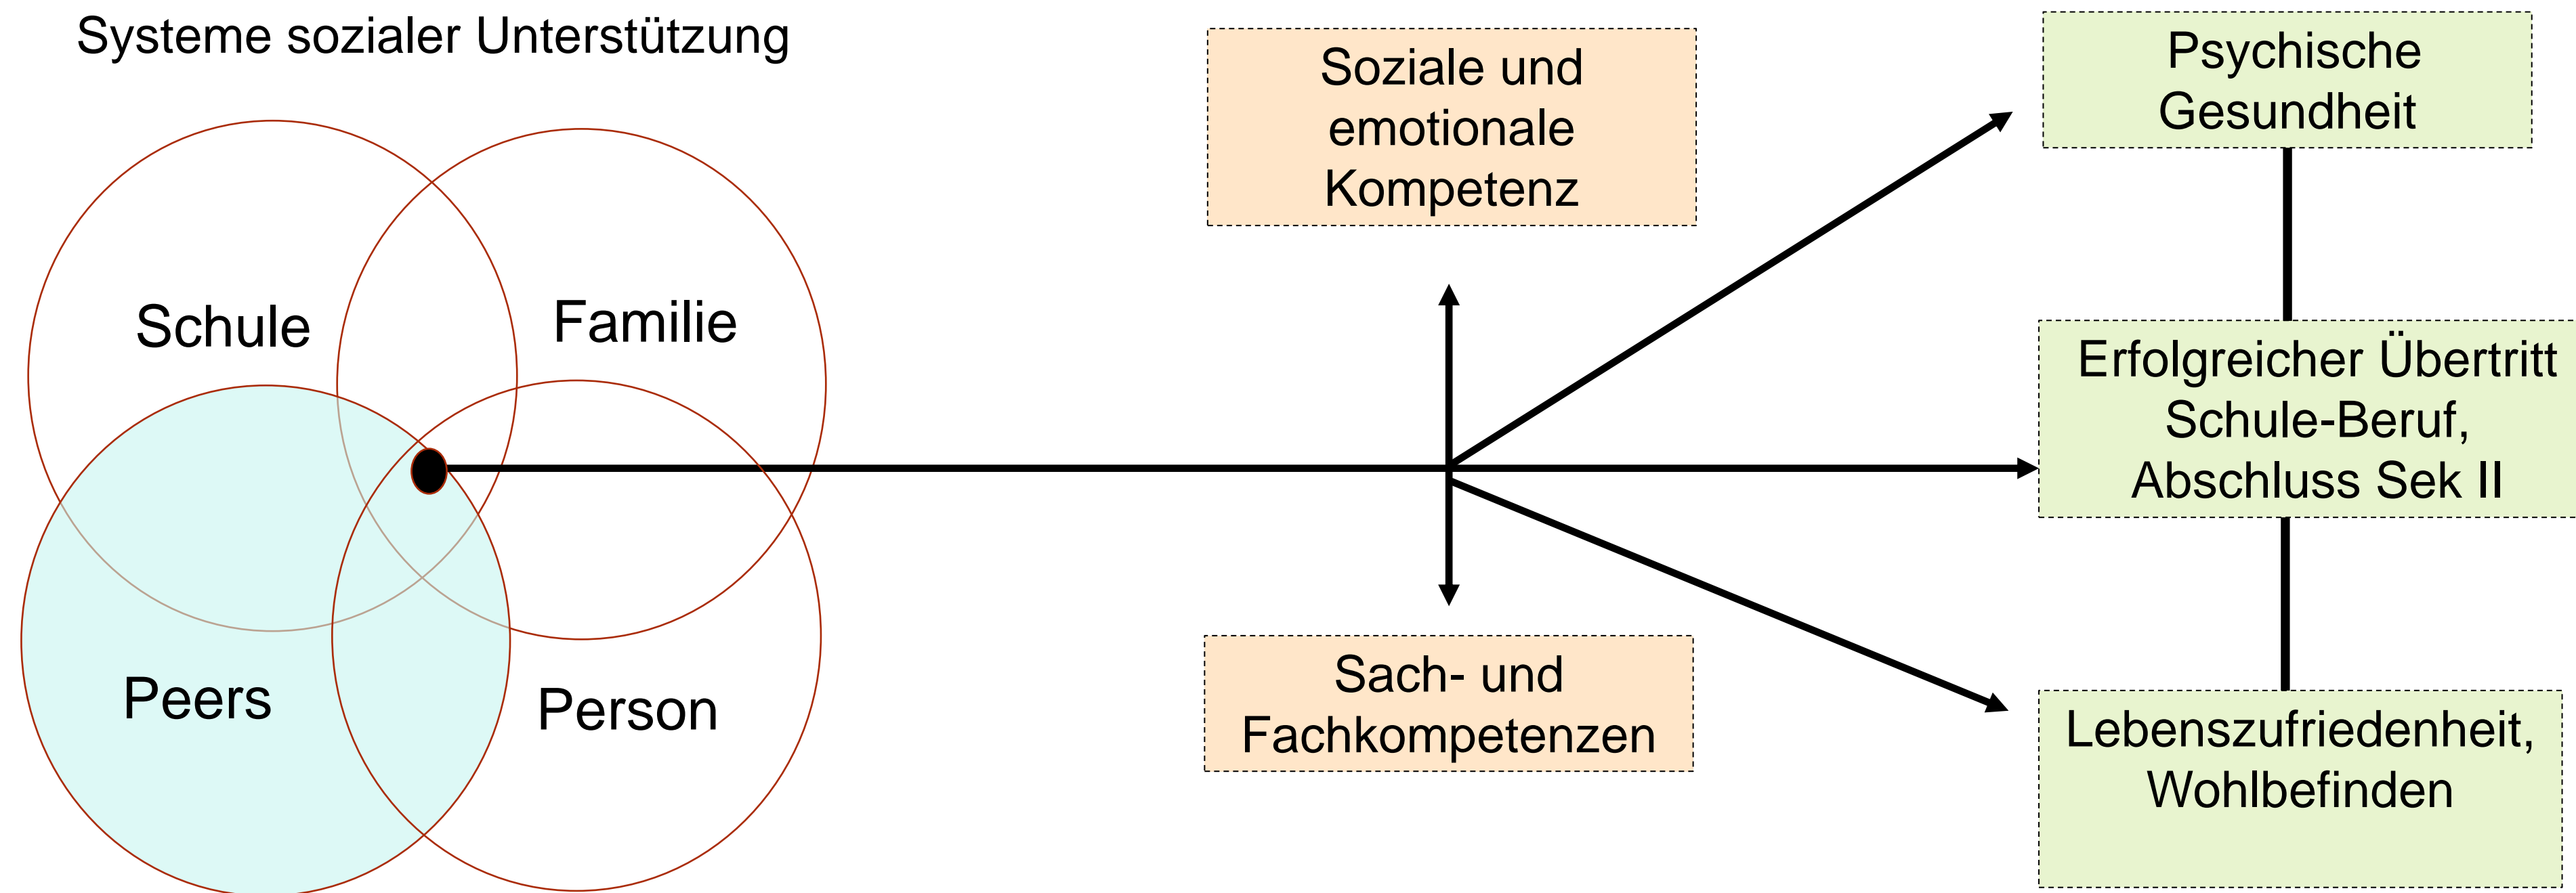 Systeme sozialer Unterstützung
Schule
Familie
Peers
Person
Soziale und
emotionale
Kompetenz
Sach- und
Fachkompetenzen
Psychische
Gesundheit
Erfolgreicher Übertritt
Schule-Beruf,
Abschluss Sek II
Lebenszufriedenheit,
Wohlbefinden